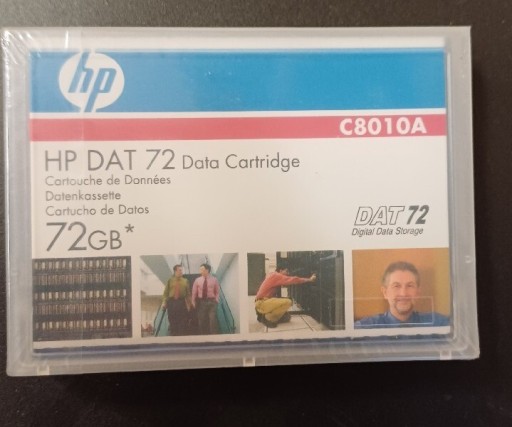 hp
C8010A
HP DAT 72 Data Cartridge
Cartouche de Données
Datenkassette
Cartucho de Datos
72GB*
DAT 72
Digital Data Storage